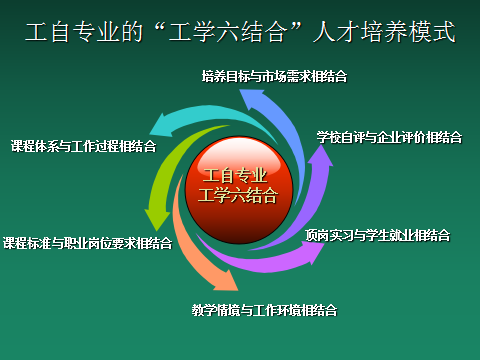 工自专业的“工学六结合”人才培养模式
培养目标与市场需求相结合
学校自评与企业评价相结合
课程体系与工作过程相结合
工自专业
工学六结合
课程标准与职业岗位要求相结合
顶岗实习与学生就业相结合
教学情境与工作环境相结合